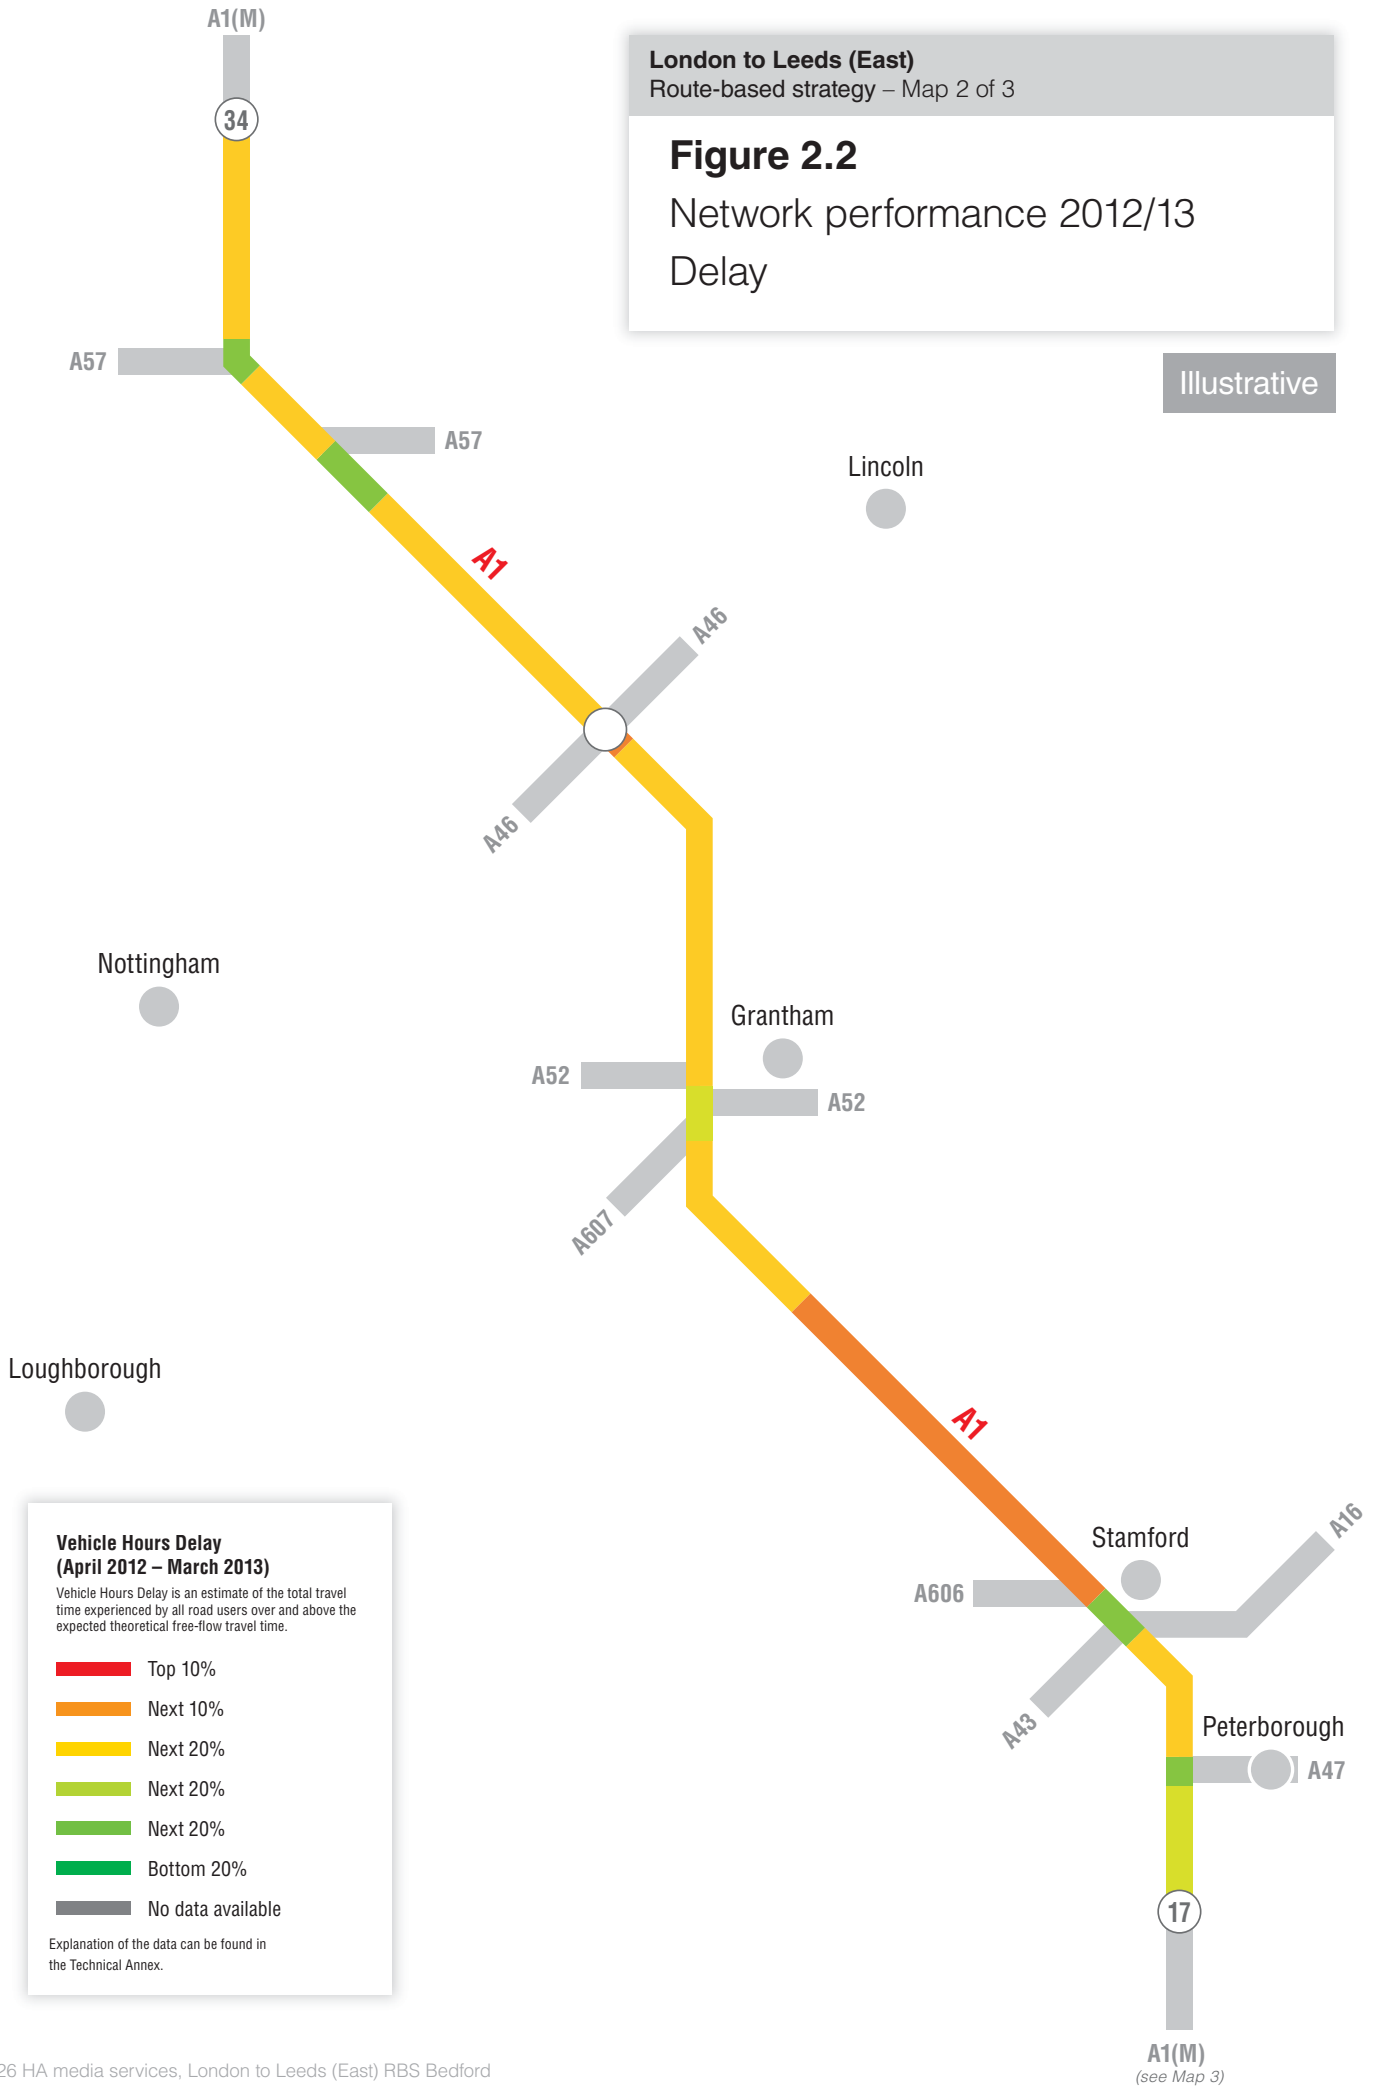 A1(M)
London to Leeds (East)
Route-based strategy – Map 2 of 3
34
Figure 2.2
Network performance 2012/13
Delay
A57
Illustrative
A57
Lincoln
A1
A46
A46
Nottingham
Grantham
A52
A52
A607
Loughborough
A1
A16
Stamford
A606
A43
Peterborough
A47
Vehicle Hours Delay
(April 2012 – March 2013)
Vehicle Hours Delay is an estimate of the total travel
time experienced by all road users over and above the
expected theoretical free-flow travel time.
Top 10%
Next 10%
Next 20%
Next 20%
Next 20%
Bottom 20%
No data available
Explanation of the data can be found in
the Technical Annex.
17
A1(M)
(see Map 3)
26 HA media services, London to Leeds (East) RBS Bedford